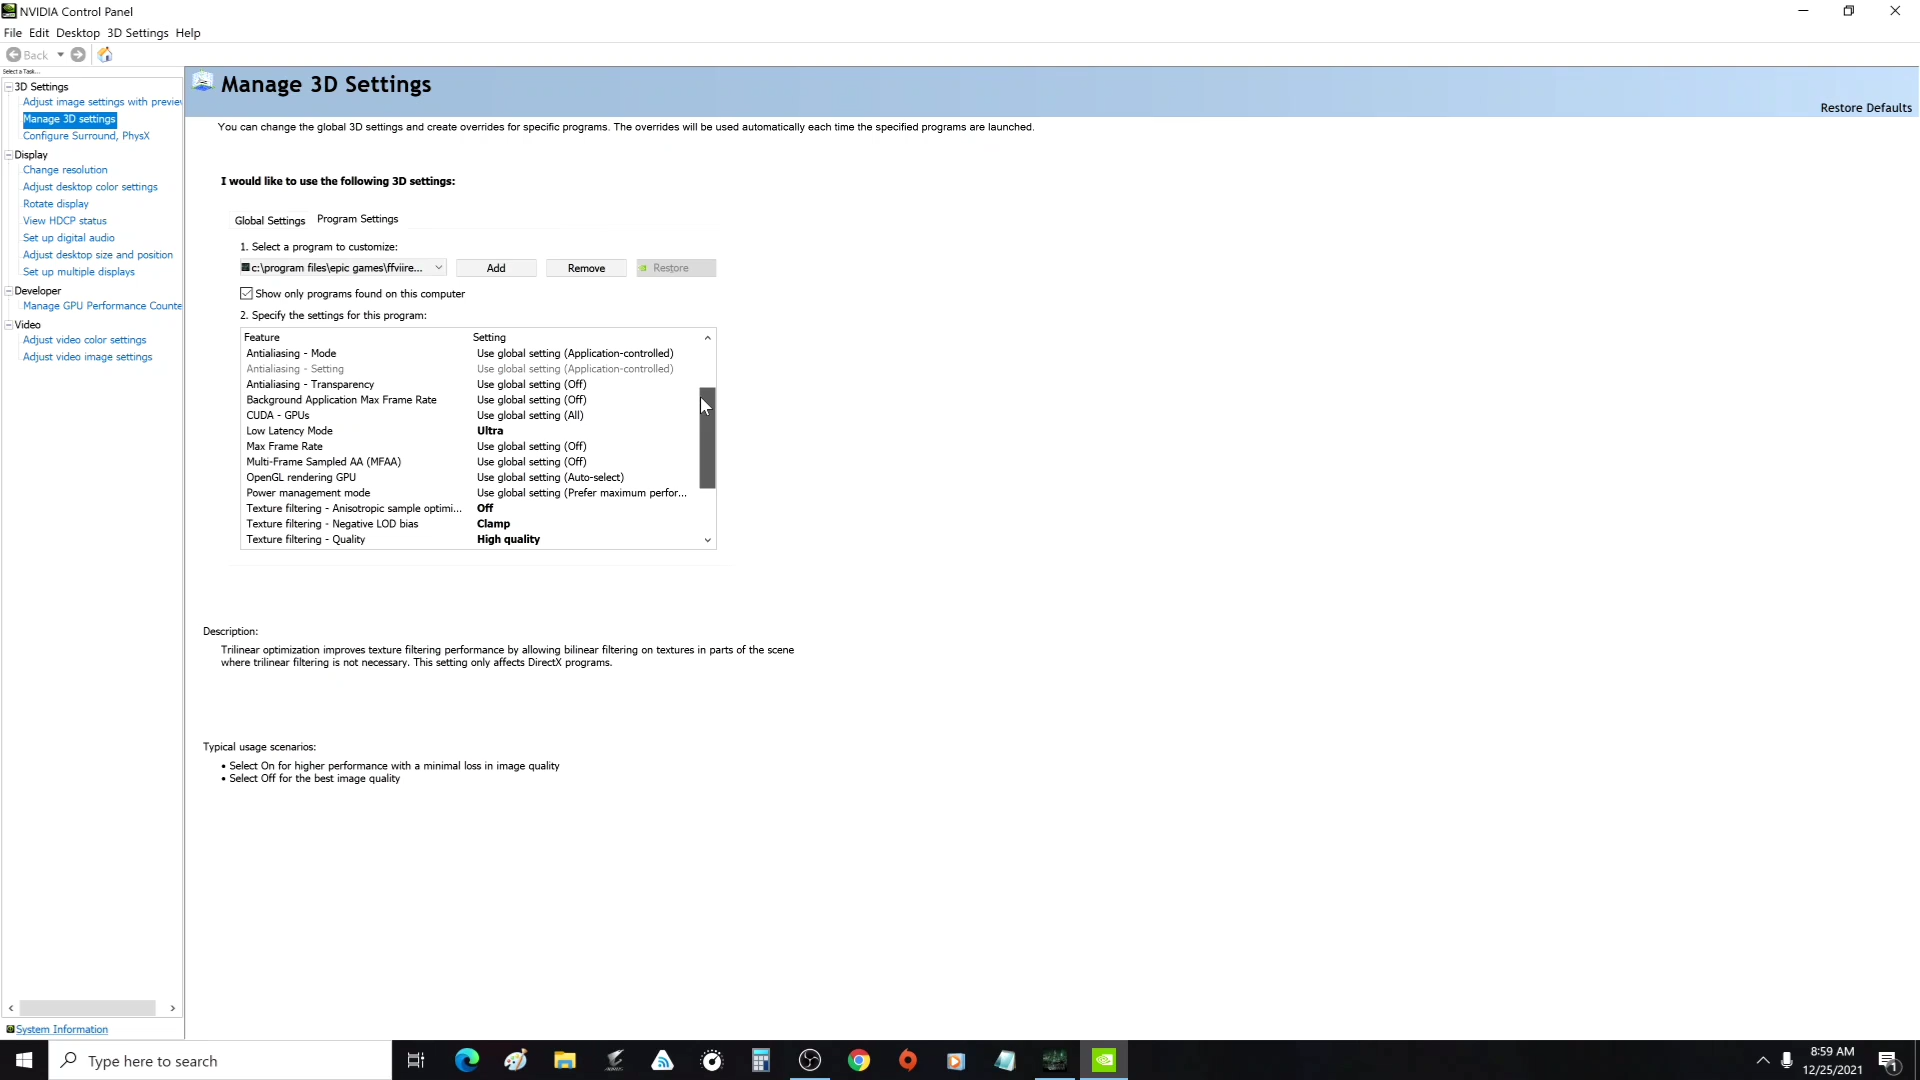 NVIDIA Control Panel
File Edit Desktop 3D Settings Help
Back
Select a Task...
3D Settings
Adjust image settings with preview
Manage 3D settings
Configure Surround, PhysX
Display
Change resolution
Adjust desktop color settings
Rotate display
View HDCP status
Set up digital audio
Adjust desktop size and position
Set up multiple displays
Developer
Manage GPU Performance Counte
Video
Adjust video color settings
Adjust video image settings
System Information
Manage 3D Settings
Restore Defaults
You can change the global 3D settings and create overrides for specific programs. The overrides will be used automatically each time the specified programs are launched.
I would like to use the following 3D settings:
Global Settings Program Settings
1. Select a program to customize:
c:\program files\epic games\ffviire... Add Remove Restore
Show only programs found on this computer
2. Specify the settings for this program:
Feature Setting
Antialiasing - Mode Use global setting (Application-controlled)
Antialiasing - Setting Use global setting (Application-controlled)
Antialiasing - Transparency Use global setting (Off)
Background Application Max Frame Rate Use global setting (Off)
CUDA - GPUs Use global setting (All)
Low Latency Mode Ultra
Max Frame Rate Use global setting (Off)
Multi-Frame Sampled AA (MFAA) Use global setting (Off)
OpenGL rendering GPU Use global setting (Auto-select)
Power management mode Use global setting (Prefer maximum perfor...
Texture filtering - Anisotropic sample optimi... Off
Texture filtering - Negative LOD bias Clamp
Texture filtering - Quality High quality
Description:
Trilinear optimization improves texture filtering performance by allowing bilinear filtering on textures in parts of the scene
where trilinear filtering is not necessary. This setting only affects DirectX programs.
Typical usage scenarios:
• Select On for higher performance with a minimal loss in image quality
• Select Off for the best image quality
Type here to search
8:59 AM
12/25/2021
1